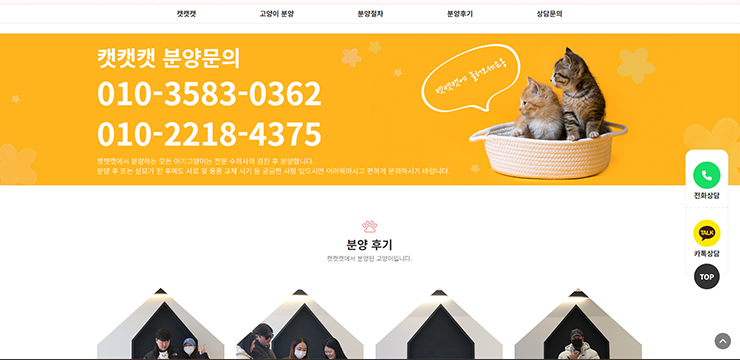 캣캣캣
고양이 분양
분양절차
분양후기
상담문의
캣캣캣 분양문의
010-3583-0362
010-2218-4375
캣캣캣에서 분양하는 모든 아기고양이는 전문 수의사의 검진 후 분양합니다.
분양 후 또는 성묘가 된 후에도 사료 및 용품 교체 시기 등 궁금한 사항 있으시면 어려워마시고 편하게 문의하시기 바랍니다.
캣캣캣에 놀러오세요옹
전화상담
TALK
카톡상담
TOP
분양 후기
캣캣캣에서 분양된 고양이입니다.